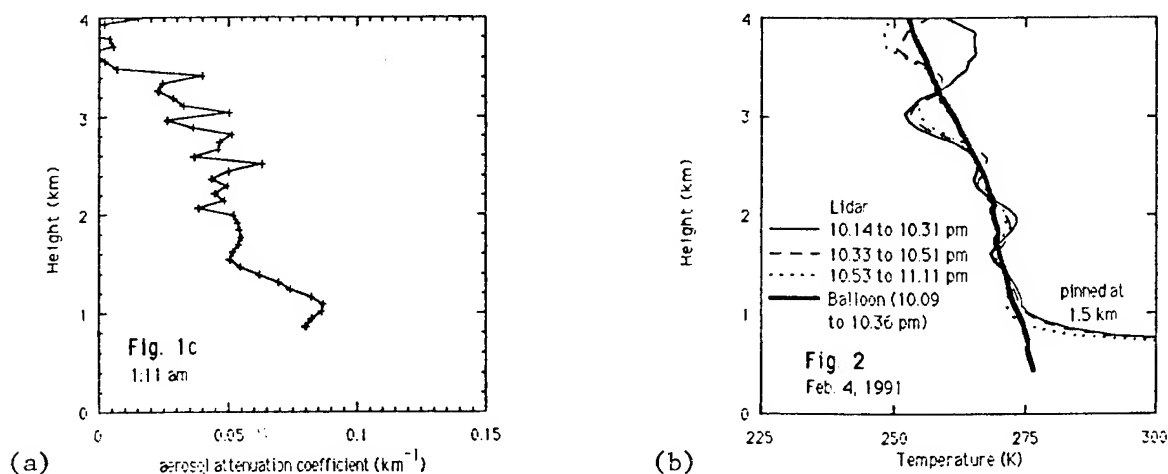 4
3
2
1
0
Height (km)
Fig. 1c
1:11 am
0
0.05
0.1
0.15
aerosol attenuation coefficient (km⁻¹)
(a)
4
3
2
1
0
Height (km)
Lidar
10.14 to 10.31 pm
10.33 to 10.51 pm
10.53 to 11.11 pm
Balloon (10.09
to 10.36 pm)
pinned at
1.5 km
Fig 2
Feb. 4, 1991
225
250
275
300
Temperature (K)
(b)